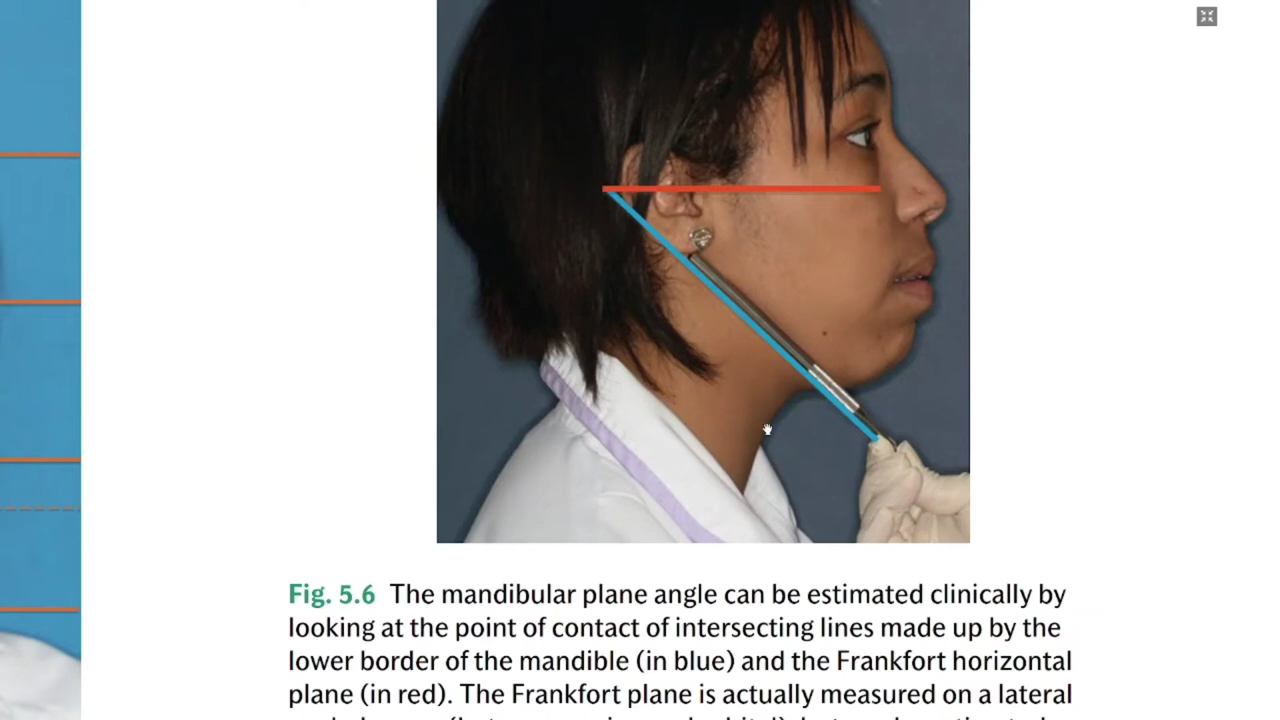 Fig. 5.6 The mandibular plane angle can be estimated clinically by
looking at the point of contact of intersecting lines made up by the
lower border of the mandible (in blue) and the Frankfort horizontal
plane (in red). The Frankfort plane is actually measured on a lateral